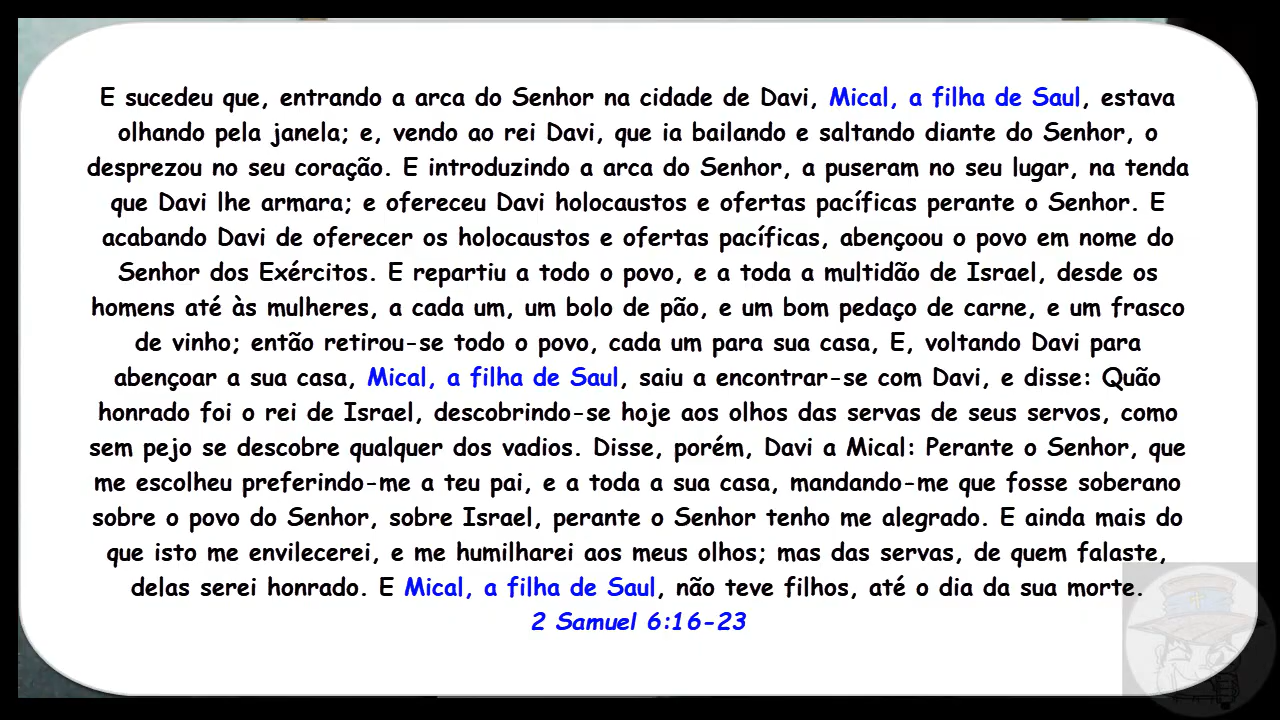 E sucedeu que, entrando a arca do Senhor na cidade de Davi, Mical, a filha de Saul, estava
olhando pela janela; e, vendo ao rei Davi, que ia bailando e saltando diante do Senhor, o
desprezou no seu coração. E introduzindo a arca do Senhor, a puseram no seu lugar, na tenda
que Davi lhe armara; e ofereceu Davi holocaustos e ofertas pacíficas perante o Senhor. E
acabando Davi de oferecer os holocaustos e ofertas pacíficas, abençoou o povo em nome do
Senhor dos Exércitos. E repartiu a todo o povo, e a toda a multidão de Israel, desde os
homens até às mulheres, a cada um, um bolo de pão, e um bom pedaço de carne, e um frasco
de vinho; então retirou-se todo o povo, cada um para sua casa, E, voltando Davi para
abençoar a sua casa, Mical, a filha de Saul, saiu a encontrar-se com Davi, e disse: Quão
honrado foi o rei de Israel, descobrindo-se hoje aos olhos das servas de seus servos, como
sem pejo se descobre qualquer dos vadios. Disse, porém, Davi a Mical: Perante o Senhor, que
me escolheu preferindo-me a teu pai, e a toda a sua casa, mandando-me que fosse soberano
sobre o povo do Senhor, sobre Israel, perante o Senhor tenho me alegrado. E ainda mais do
que isto me envilecerei, e me humilharei aos meus olhos; mas das servas, de quem falaste,
delas serei honrado. E Mical, a filha de Saul, não teve filhos, até o dia da sua morte.
2 Samuel 6:16-23